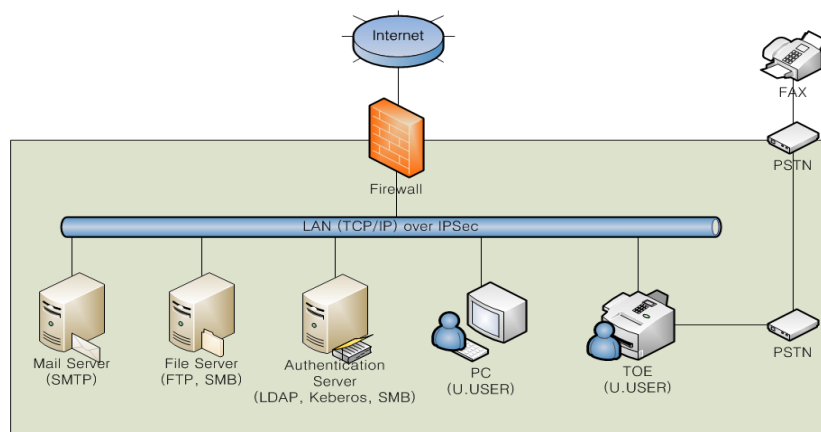 Internet
FAX
PSTN
Firewall
LAN (TCP/IP) over IPSec
Mail Server
(SMTP)
File Server
(FTP, SMB)
Authentication
Server
(LDAP, Keberos, SMB)
PC
(U.USER)
TOE
(U.USER)
PSTN